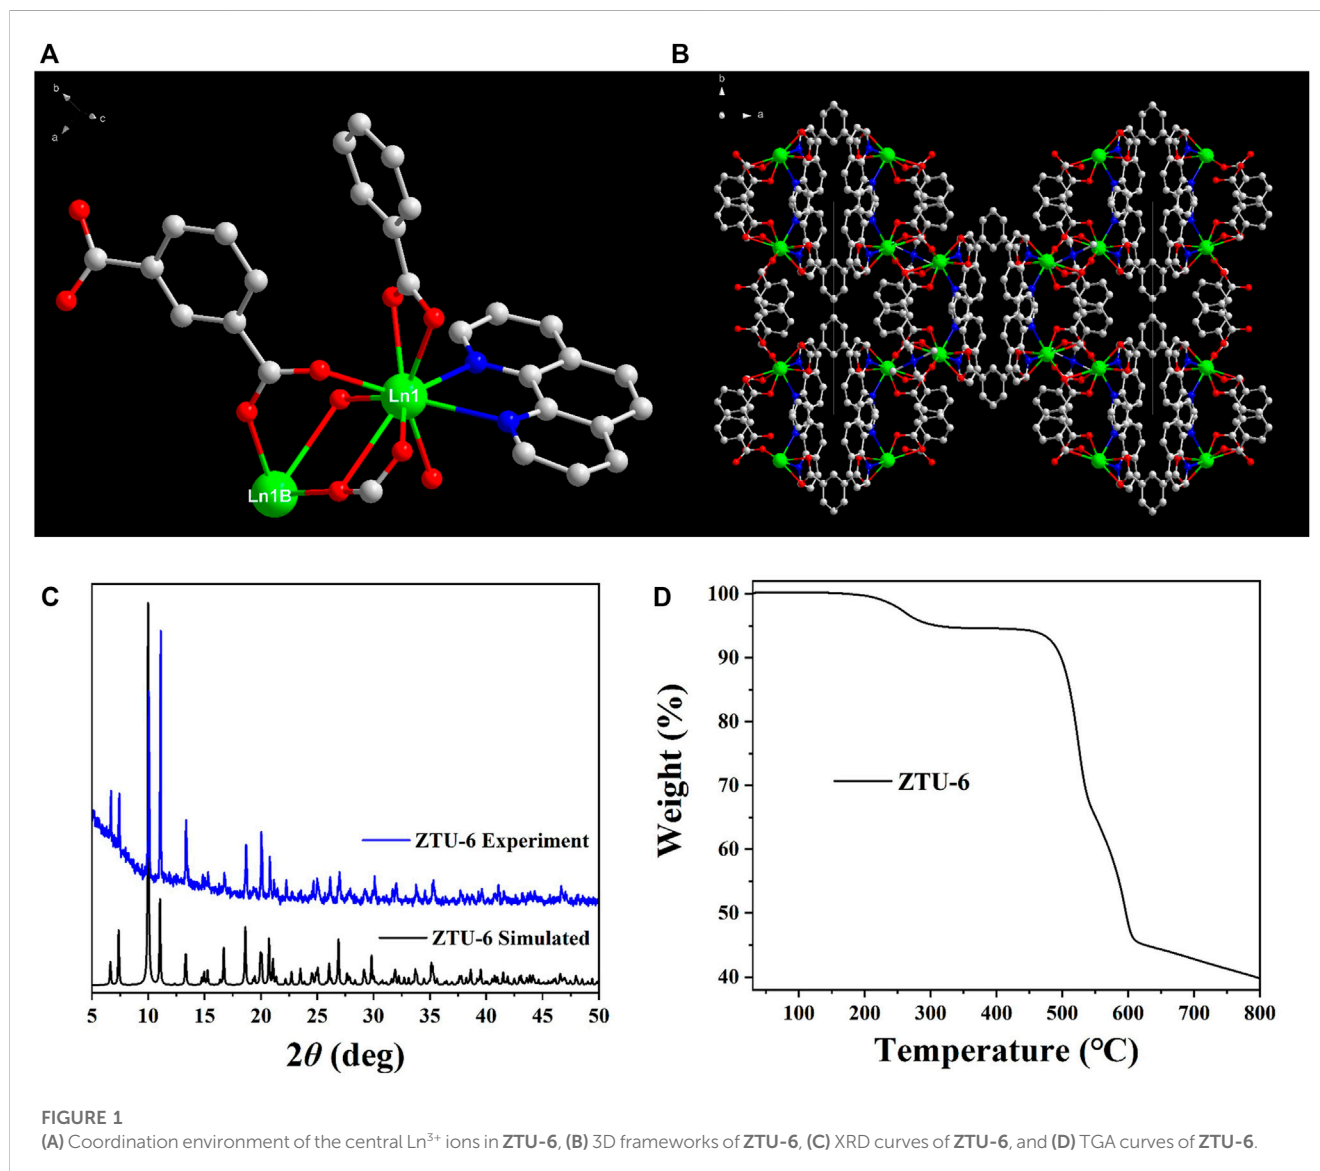 A
B
b
c
a
Ln1
Ln1B
b
a
C
ZTU-6 Experiment
ZTU-6 Simulated
5 10 15 20 25 30 35 40 45 50
2θ (deg)
D
100
90
80
70
60
50
40
Weight (%)
ZTU-6
100 200 300 400 500 600 700 800
Temperature (°C)
FIGURE 1
(A) Coordination environment of the central Ln³⁺ ions in ZTU-6, (B) 3D frameworks of ZTU-6, (C) XRD curves of ZTU-6, and (D) TGA curves of ZTU-6.